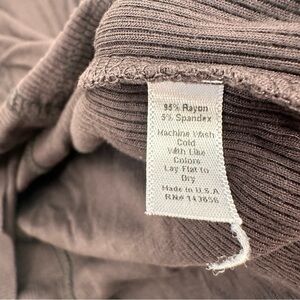 95% Rayon
5% Spandex
Machine Wash
Cold
With Like
Colors
Lay Flat to
Dry
Made in U.S.A
RN# 143656